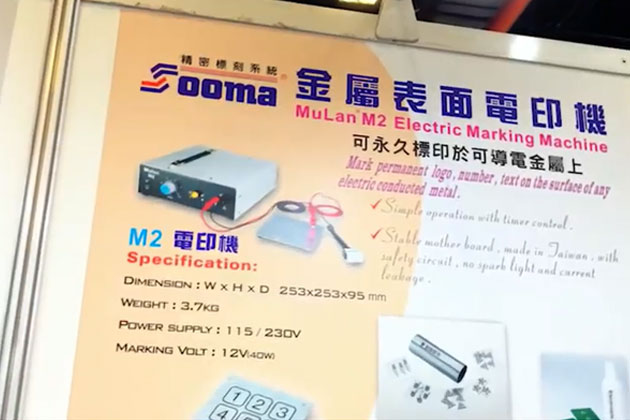 精密標刻系統
Sooma® 金屬表面電印機
MuLan® M2 Electric Marking Machine
可永久標印於可導電金屬上
Mark permanent logo, number, text on the surface of any
electric conducted metal.
✓Simple operation with timer control.
✓Stable mother board, made in Taiwan, with
safety circuit, no spark light and current
leakage.
M2 電印機
Specification:
DIMENSION : W x H x D 253x253x95 mm
WEIGHT : 3.7KG
POWER SUPPLY : 115 / 230V
MARKING VOLT : 12V(40W)
1 2 3